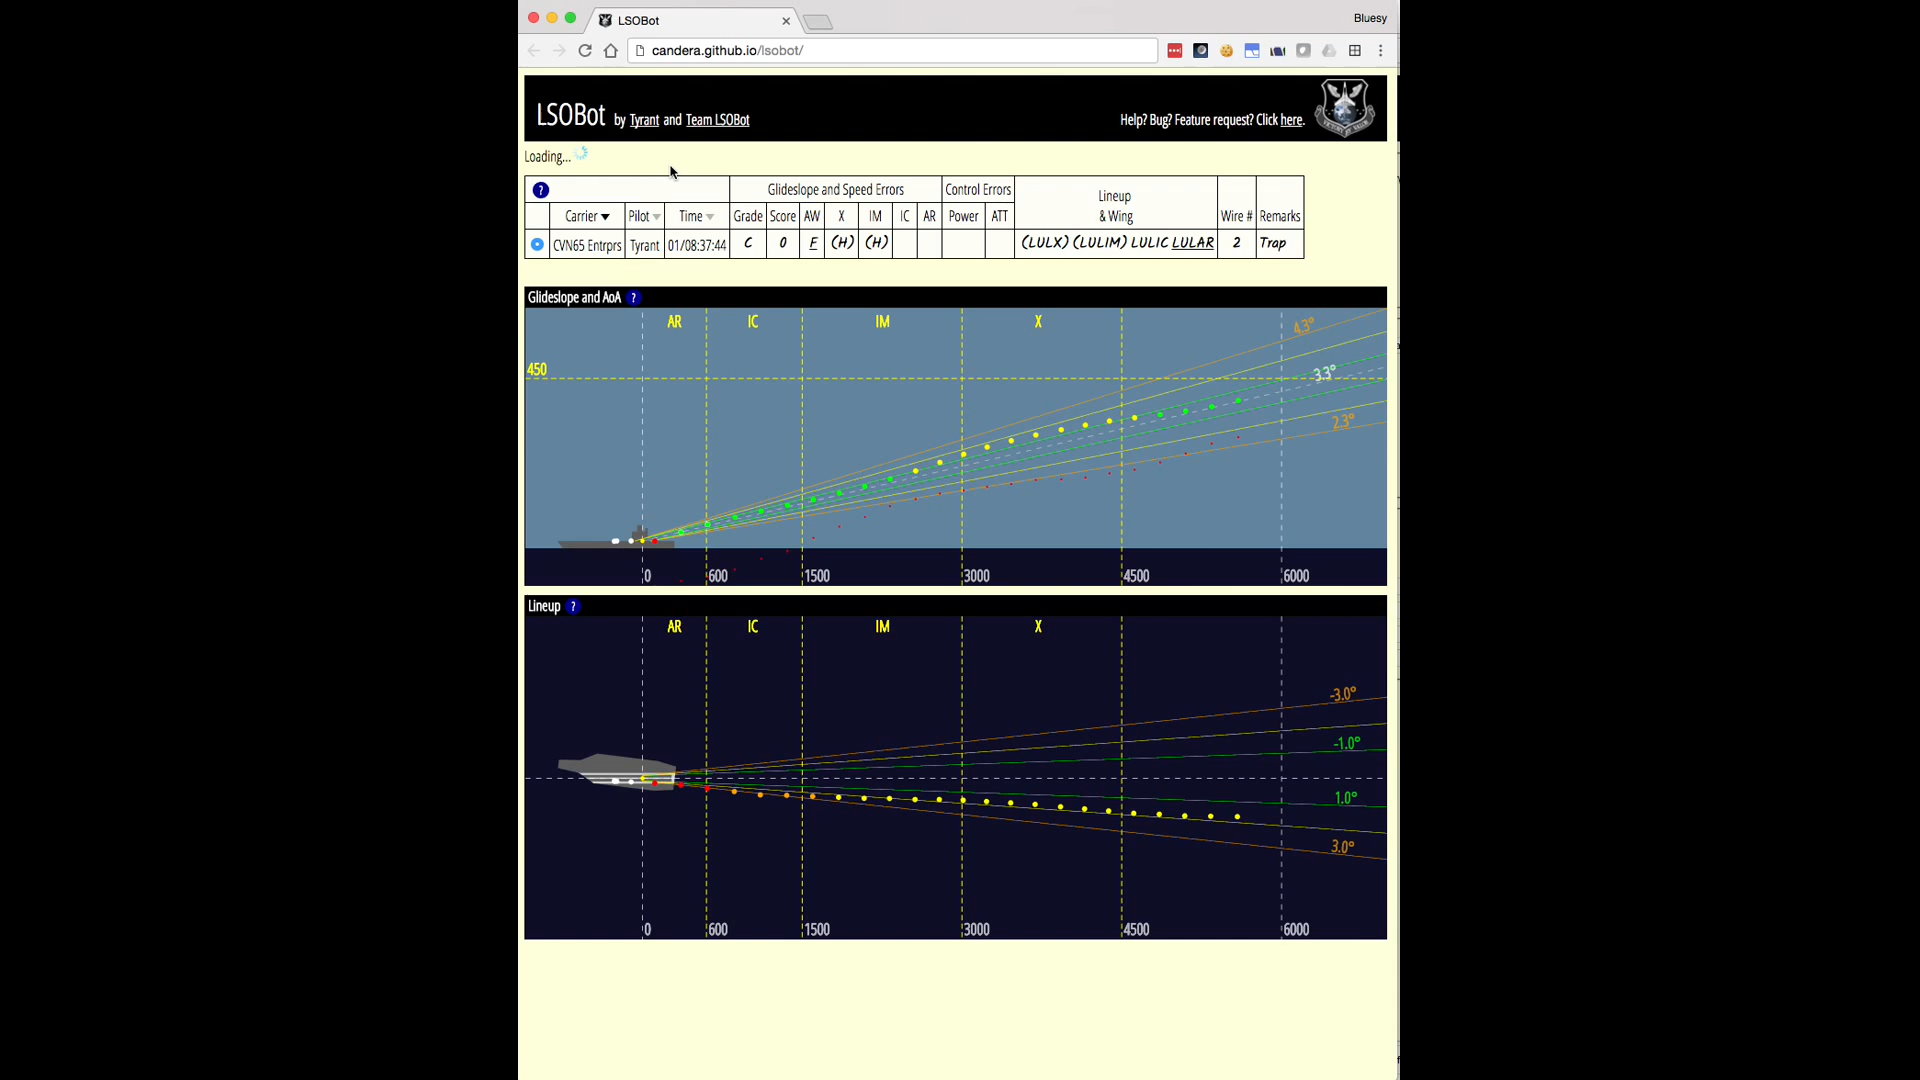 LSOBot
Bluesy
candera.github.io/lsobot/
LSOBot by Tyrant and Team LSOBot
Help? Bug? Feature request? Click here.
Loading...
? Glideslope and Speed Errors Control Errors Lineup & Wing
Carrier Pilot Time Grade Score AW X IM IC AR Power ATT Wire # Remarks
CVN65 Entrprs Tyrant 01/08:37:44 C 0 F (H) (H) (LULX) (LULIM) LULIC LULAR 2 Trap
Glideslope and AoA ?
AR IC IM X
4.3°
450
3.3°
2.3°
0 600 1500 3000 4500 6000
Lineup ?
AR IC IM X
-3.0°
-1.0°
1.0°
3.0°
0 600 1500 3000 4500 6000